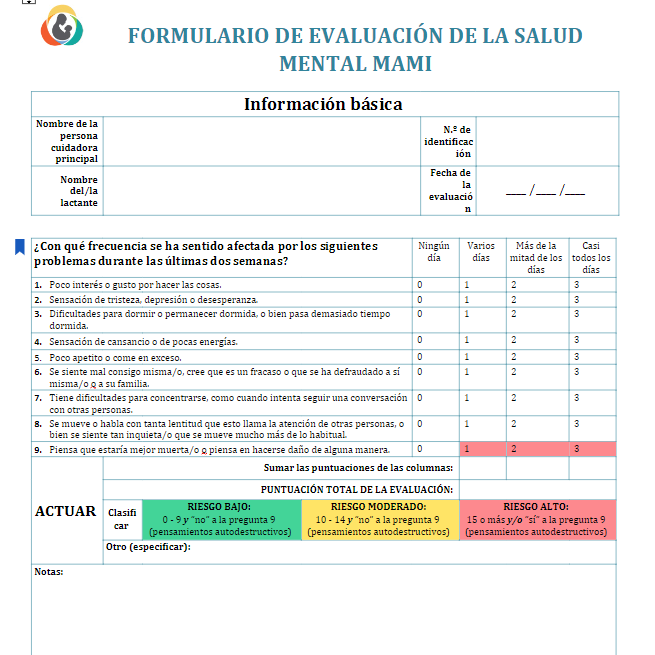 FORMULARIO DE EVALUACIÓN DE LA SALUD
MENTAL MAMI
Información básica
Nombre de la
persona
cuidadora
principal
N.º de
identificac
ión
Nombre
del/la
lactante
Fecha de
la
evaluació
n
____ /____ /____
¿Con qué frecuencia se ha sentido afectada por los siguientes
problemas durante las últimas dos semanas?
Ningún
día
Varios
días
Más de la
mitad de los
días
Casi
todos los
días
1. Poco interés o gusto por hacer las cosas. 0 1 2 3
2. Sensación de tristeza, depresión o desesperanza. 0 1 2 3
3. Dificultades para dormir o permanecer dormida, o bien pasa demasiado tiempo 0 1 2 3
dormida.
4. Sensación de cansancio o de pocas energías. 0 1 2 3
5. Poco apetito o come en exceso. 0 1 2 3
6. Se siente mal consigo misma/o, cree que es un fracaso o que se ha defraudado a sí 0 1 2 3
misma/o o a su familia.
7. Tiene dificultades para concentrarse, como cuando intenta seguir una conversación 0 1 2 3
con otras personas.
8. Se mueve o habla con tanta lentitud que esto llama la atención de otras personas, o 0 1 2 3
bien se siente tan inquieta/o que se mueve mucho más de lo habitual.
9. Piensa que estaría mejor muerta/o o piensa en hacerse daño de alguna manera. 0 1 2 3
Sumar las puntuaciones de las columnas:
PUNTUACIÓN TOTAL DE LA EVALUACIÓN:
ACTUAR
Clasifi
car
RIESGO BAJO:
0 - 9 y "no" a la pregunta 9
(pensamientos autodestructivos)
RIESGO MODERADO:
10 - 14 y "no" a la pregunta 9
(pensamientos autodestructivos)
RIESGO ALTO:
15 o más y/o "sí" a la pregunta 9
(pensamientos autodestructivos)
Otro (especificar):
Notas: